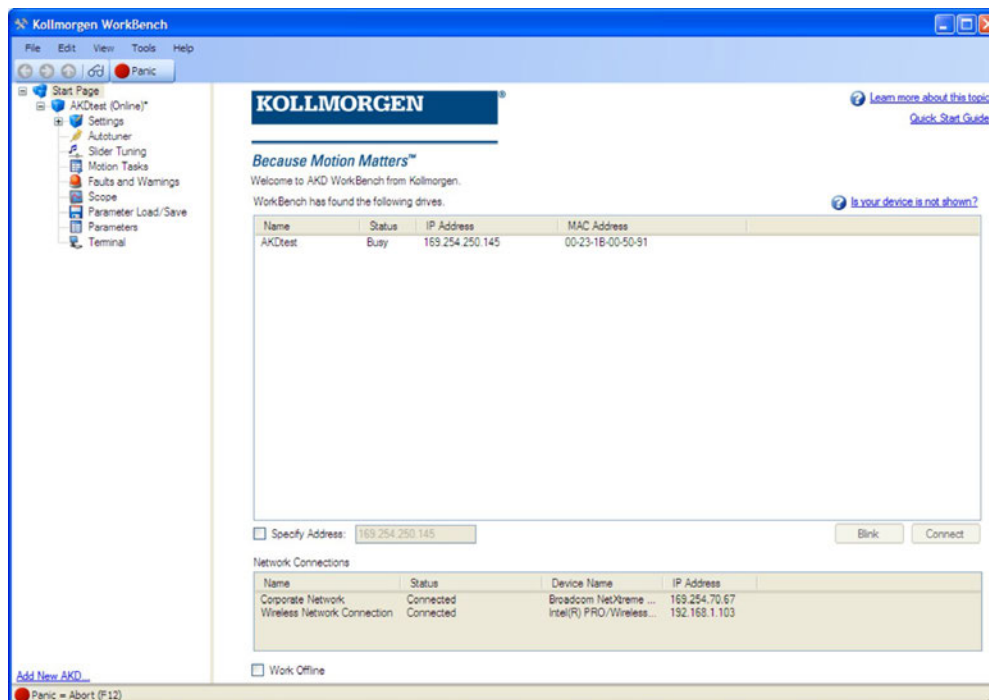 Kollmorgen WorkBench
File Edit View Tools Help
Panic
Start Page
AKDtest (Online)*
Settings
Autotuner
Slider Tuning
Motion Tasks
Faults and Warnings
Scope
Parameter Load/Save
Parameters
Terminal
Add New AKD...
KOLLMORGEN®
Learn more about this topic
Quick Start Guide
Because Motion Matters™
Welcome to AKD WorkBench from Kollmorgen.
WorkBench has found the following drives.
Is your device is not shown?
Name Status IP Address MAC Address
AKDtest Busy 169.254.250.145 00-23-1B-00-50-91
Specify Address: 169.254.250.145 Blink Connect
Network Connections
Name Status Device Name IP Address
Corporate Network Connected Broadcom NetXtreme ... 169.254.70.67
Wireless Network Connection Connected Intel(R) PRO/Wireless... 192.168.1.103
Work Offline
Panic = Abort (F12)